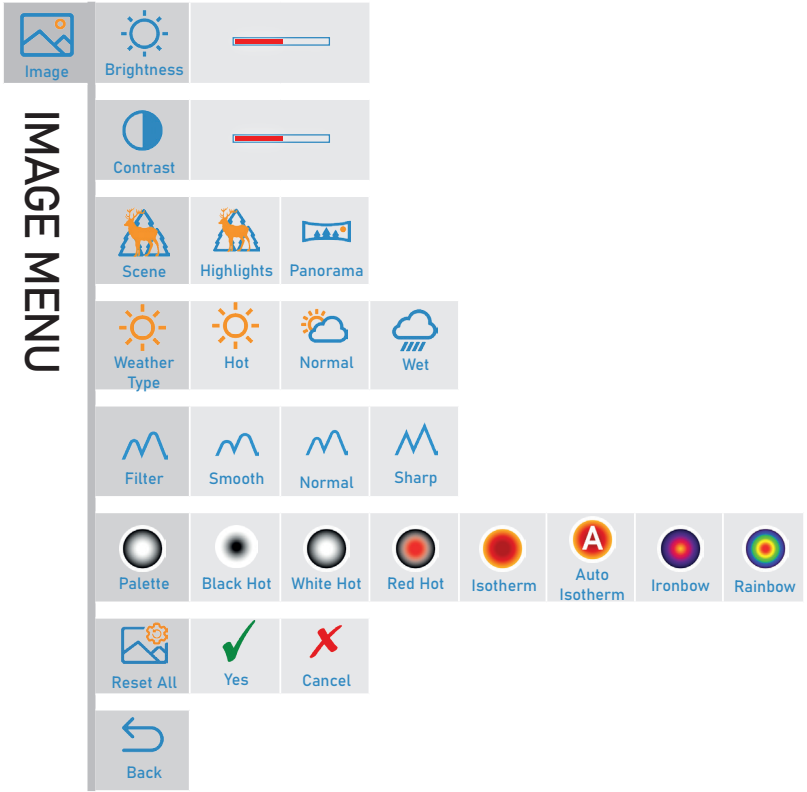 Image
IMAGE MENU
Brightness
Contrast
Scene
Highlights
Panorama
Weather
Type
Hot
Normal
Wet
Filter
Smooth
Normal
Sharp
Palette
Black Hot
White Hot
Red Hot
Isotherm
A
Auto
Isotherm
Ironbow
Rainbow
Reset All
Yes
Cancel
Back